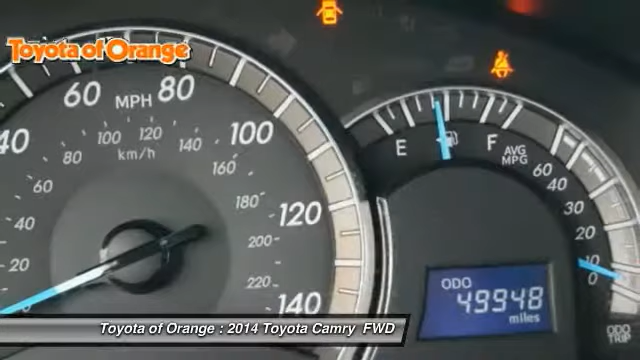 Toyota of Orange
60 MPH 80
40
100 120
km/h
80
140
100
60
160
E
F
AVG
MPG
60
40
40
180
120
30
20
200
20
10
0
220
140
0
ODO
49948
miles
ODO
TRIP
Toyota of Orange : 2014 Toyota Camry FWD